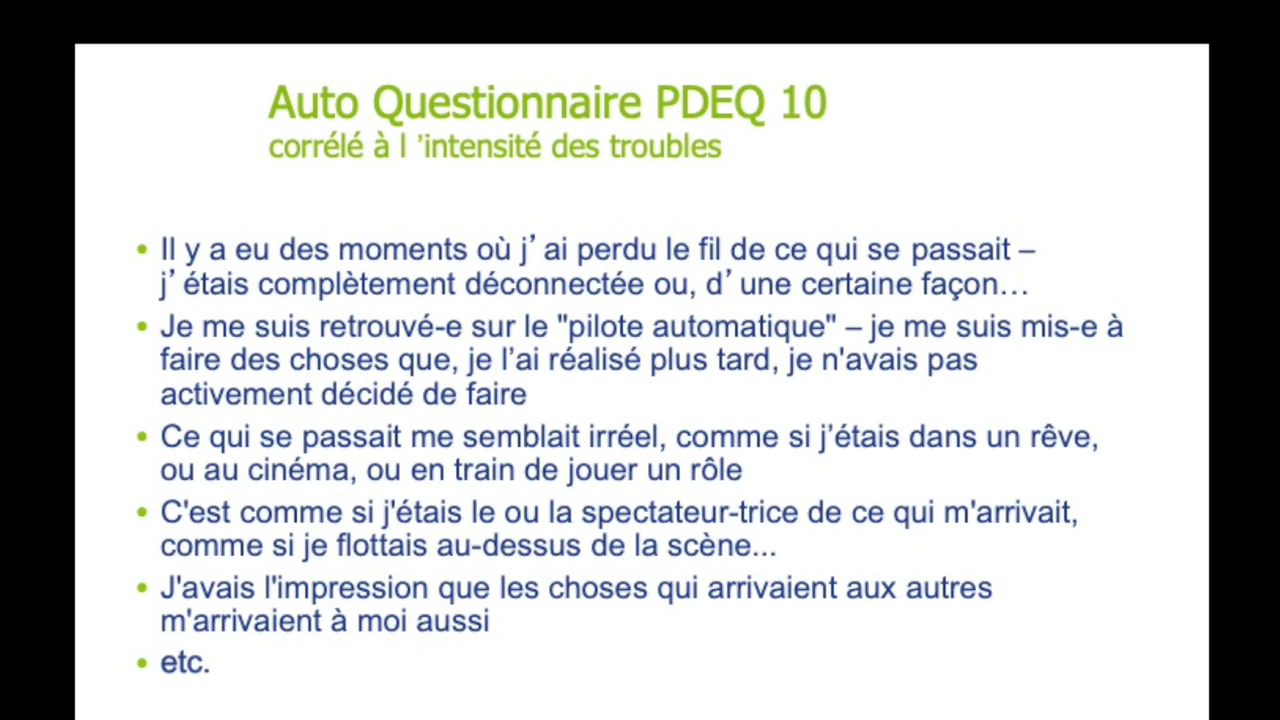 Auto Questionnaire PDEQ 10
corrélé à l 'intensité des troubles
• Il y a eu des moments où j' ai perdu le fil de ce qui se passait –
j' étais complètement déconnectée ou, d' une certaine façon…
• Je me suis retrouvé-e sur le "pilote automatique" – je me suis mis-e à
faire des choses que, je l’ai réalisé plus tard, je n'avais pas
activement décidé de faire
• Ce qui se passait me semblait irréel, comme si j’étais dans un rêve,
ou au cinéma, ou en train de jouer un rôle
• C'est comme si j'étais le ou la spectateur-trice de ce qui m'arrivait,
comme si je flottais au-dessus de la scène...
• J'avais l'impression que les choses qui arrivaient aux autres
m'arrivaient à moi aussi
• etc.